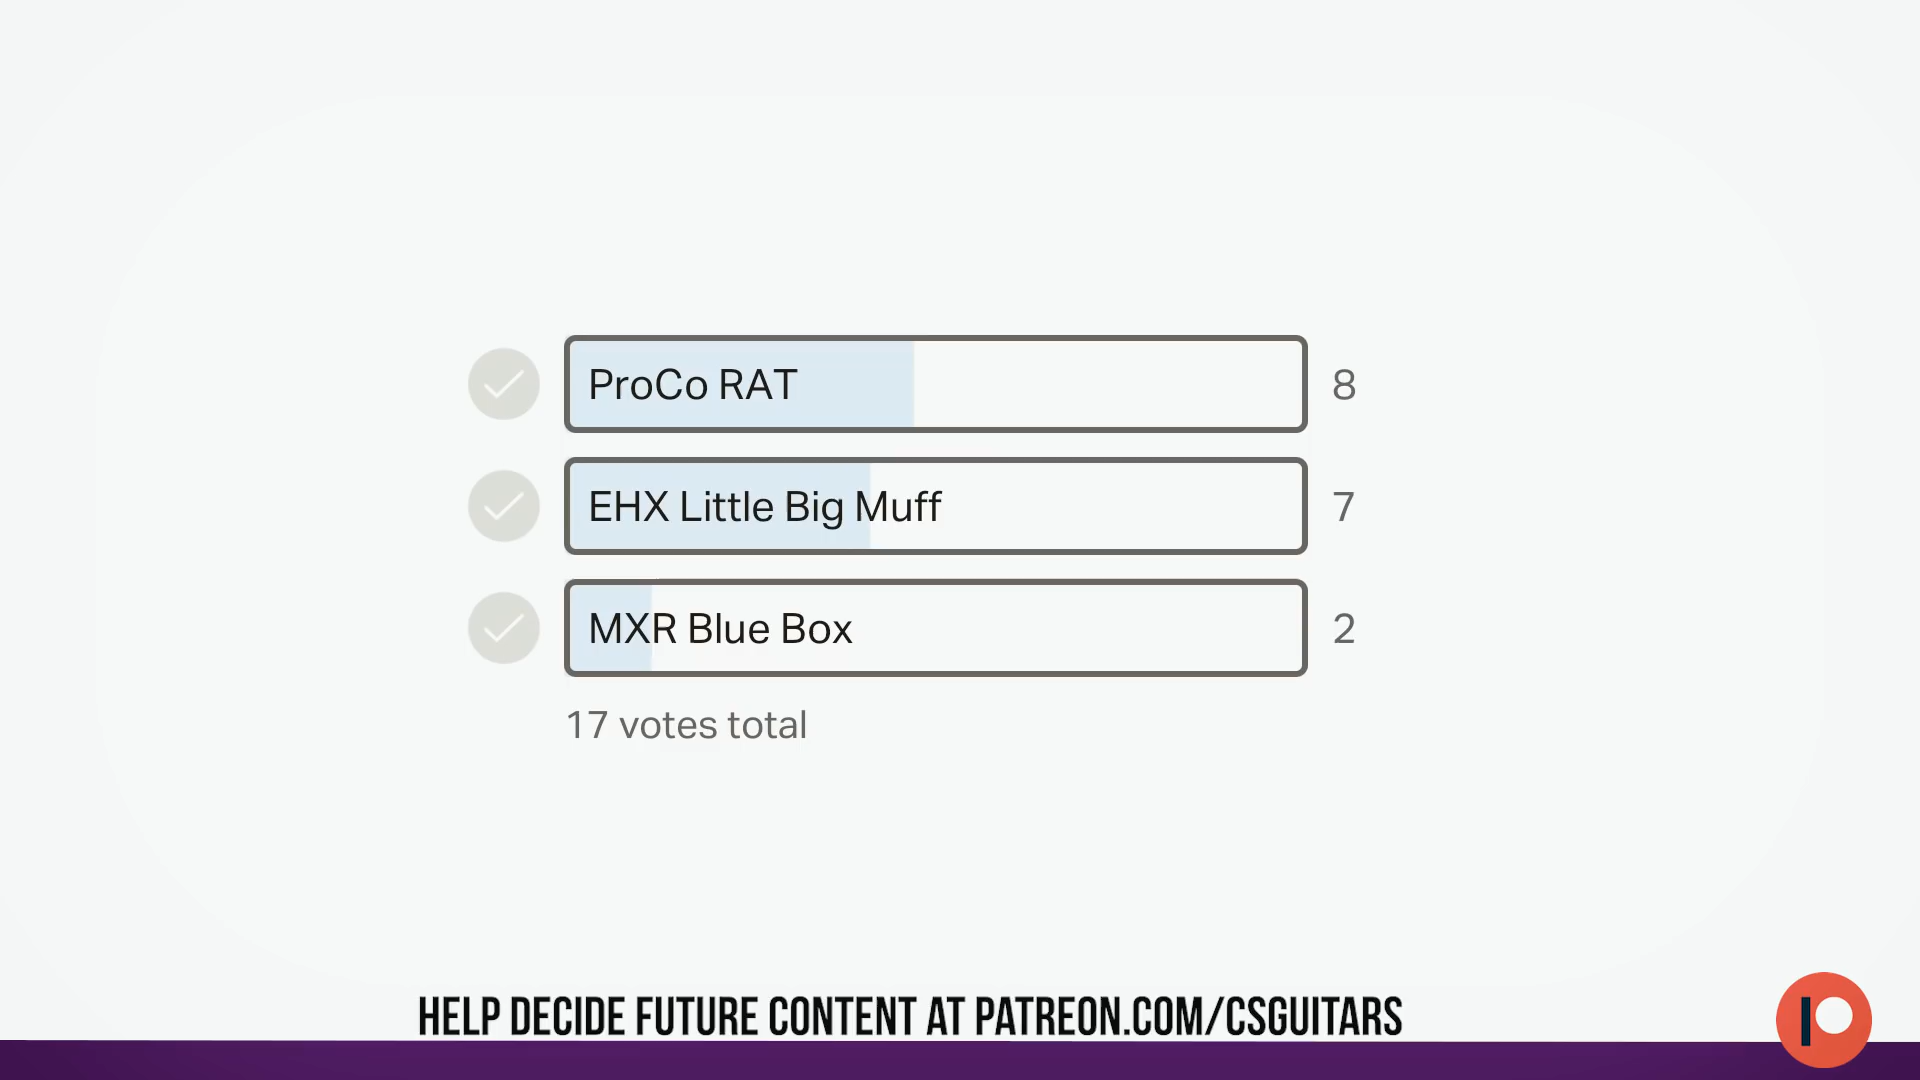 ProCo RAT 8
EHX Little Big Muff 7
MXR Blue Box 2
17 votes total
HELP DECIDE FUTURE CONTENT AT PATREON.COM/CSGUITARS